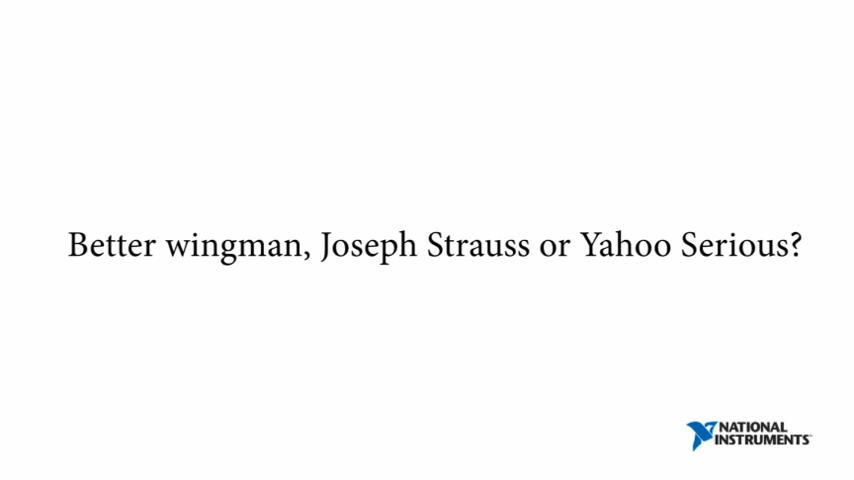 Better wingman, Joseph Strauss or Yahoo Serious?
NATIONAL
INSTRUMENTS